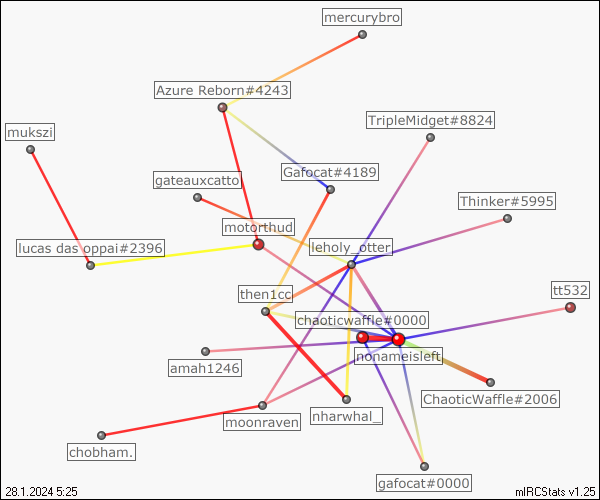 mercurybro
Azure Reborn#4243
TripleMidget#8824
mukszi
Gafocat#4189
gateauxcatto
Thinker#5995
motorthud
leholy_otter
lucas das oppai#2396
then1cc
tt532
chaoticwaffle#0000
nonameisleft
amah1246
ChaoticWaffle#2006
nharwhal_
moonraven
chobham.
gafocat#0000
28.1.2024 5:25
mIRCStats v1.25